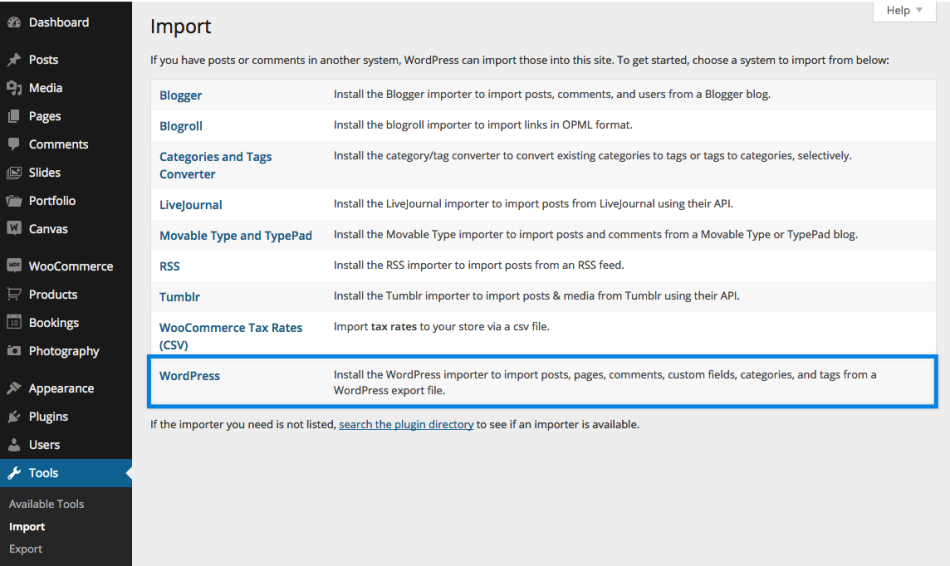 Dashboard
Posts
Media
Pages
Comments
Slides
Portfolio
Canvas
WooCommerce
Products
Bookings
Photography
Appearance
Plugins
Users
Tools
Available Tools
Import
Export
Help
Import
If you have posts or comments in another system, WordPress can import those into this site. To get started, choose a system to import from below:
Blogger
Install the Blogger importer to import posts, comments, and users from a Blogger blog.
Blogroll
Install the blogroll importer to import links in OPML format.
Categories and Tags
Converter
Install the category/tag converter to convert existing categories to tags or tags to categories, selectively.
LiveJournal
Install the LiveJournal importer to import posts from LiveJournal using their API.
Movable Type and TypePad
Install the Movable Type importer to import posts and comments from a Movable Type or TypePad blog.
RSS
Install the RSS importer to import posts from an RSS feed.
Tumblr
Install the Tumblr importer to import posts & media from Tumblr using their API.
WooCommerce Tax Rates
(CSV)
Import tax rates to your store via a csv file.
WordPress
Install the WordPress importer to import posts, pages, comments, custom fields, categories, and tags from a
WordPress export file.
If the importer you need is not listed, search the plugin directory to see if an importer is available.